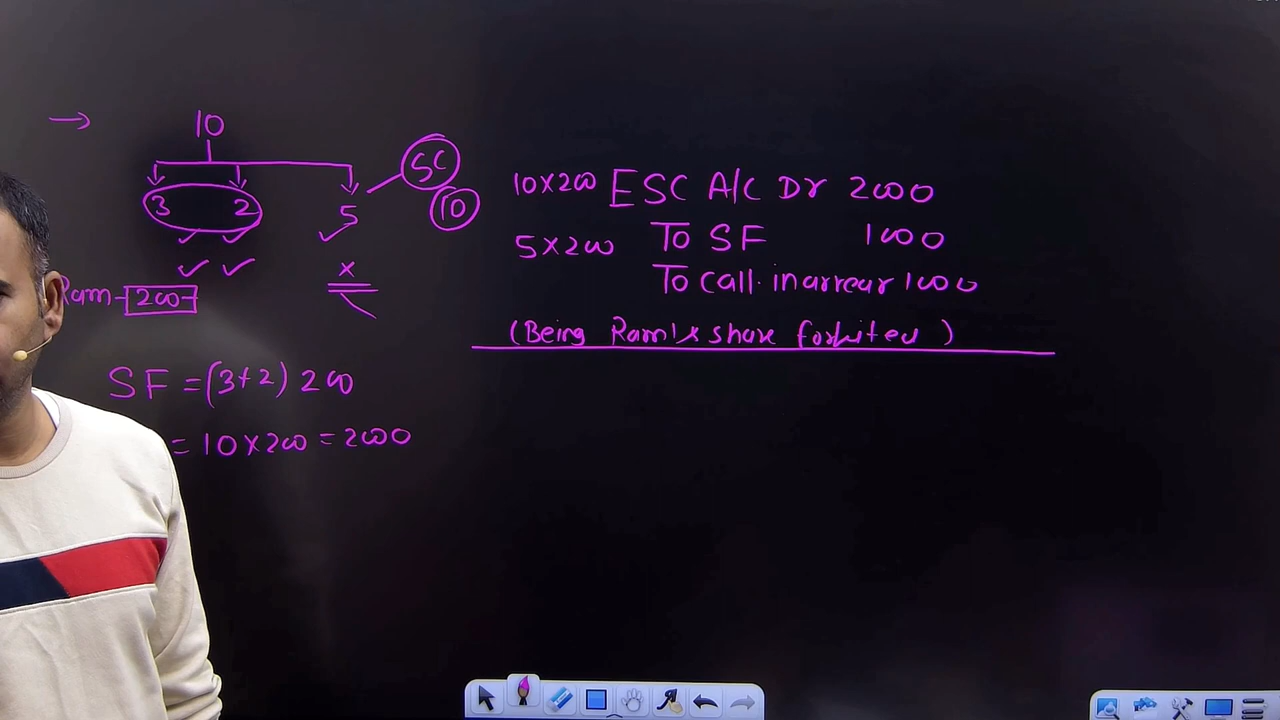 → 10
3 2 5 SC
10
Ram - 200
SF = (3+2) 200
= 10 x 200 = 2000
10 x 200 ESC A/C Dr 2000
5 x 200 To SF 1000
To call in arrear 1000
(Being Ram's share forfited)